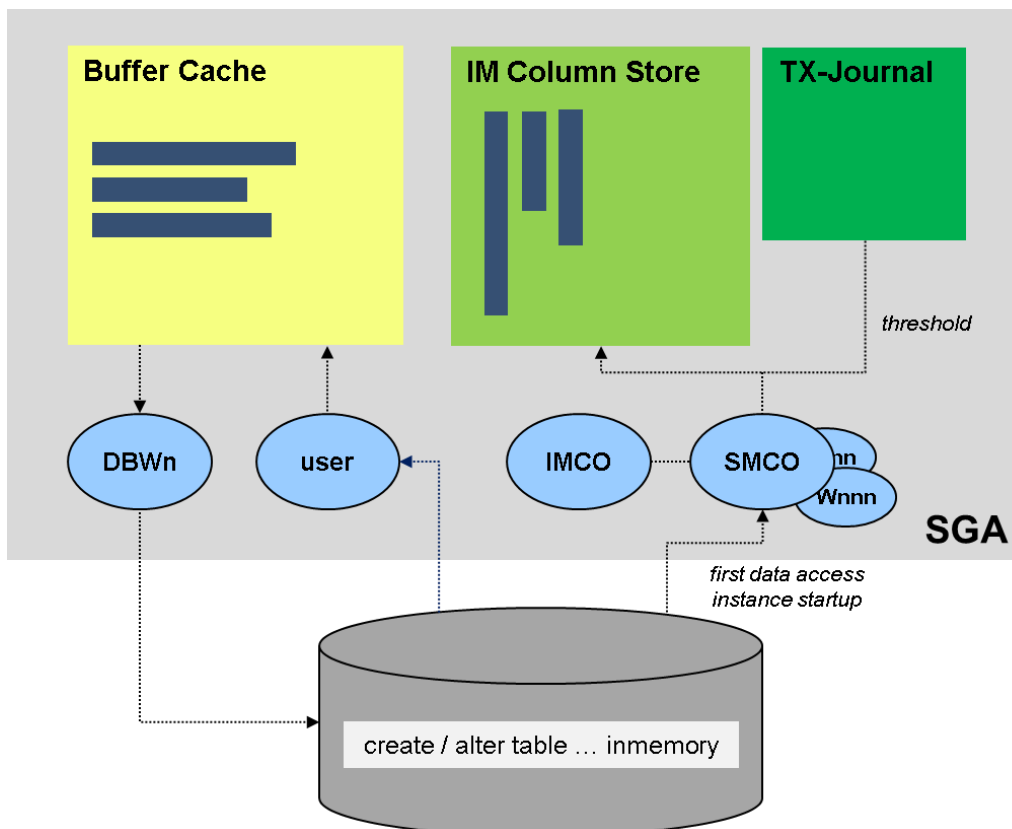 Buffer Cache
IM Column Store
TX-Journal
threshold
DBWn
user
IMCO
SMCO
Wnnn
SGA
first data access
instance startup
create / alter table … inmemory